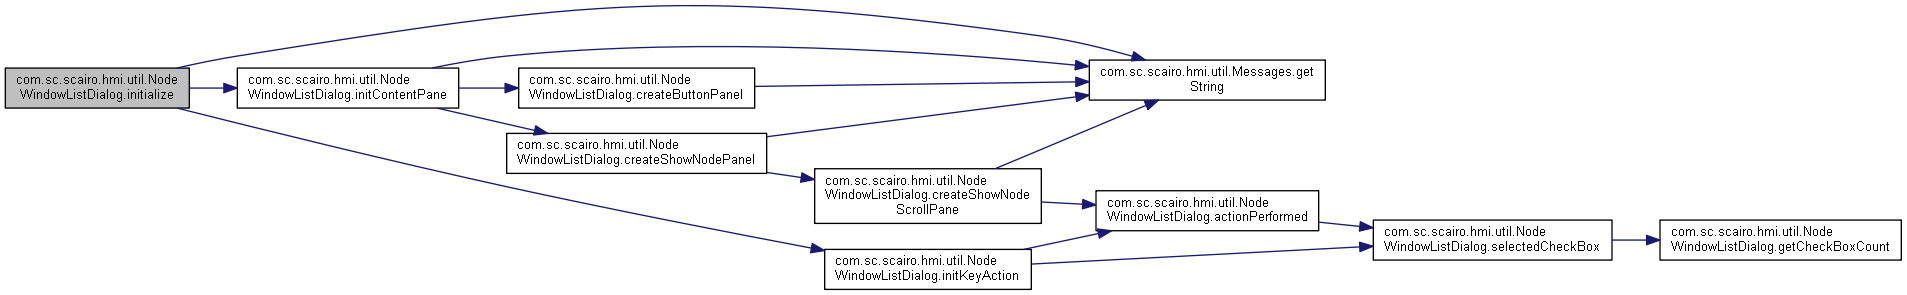 com.sc.scairo.hmi.util.Node
WindowListDialog.initialize
com.sc.scairo.hmi.util.Node
WindowListDialog.initContentPane
com.sc.scairo.hmi.util.Node
WindowListDialog.createButtonPanel
com.sc.scairo.hmi.util.Messages.get
String
com.sc.scairo.hmi.util.Node
WindowListDialog.createShowNodePanel
com.sc.scairo.hmi.util.Node
WindowListDialog.createShowNode
ScrollPane
com.sc.scairo.hmi.util.Node
WindowListDialog.actionPerformed
com.sc.scairo.hmi.util.Node
WindowListDialog.selectedCheckBox
com.sc.scairo.hmi.util.Node
WindowListDialog.getCheckBoxCount
com.sc.scairo.hmi.util.Node
WindowListDialog.initKeyAction